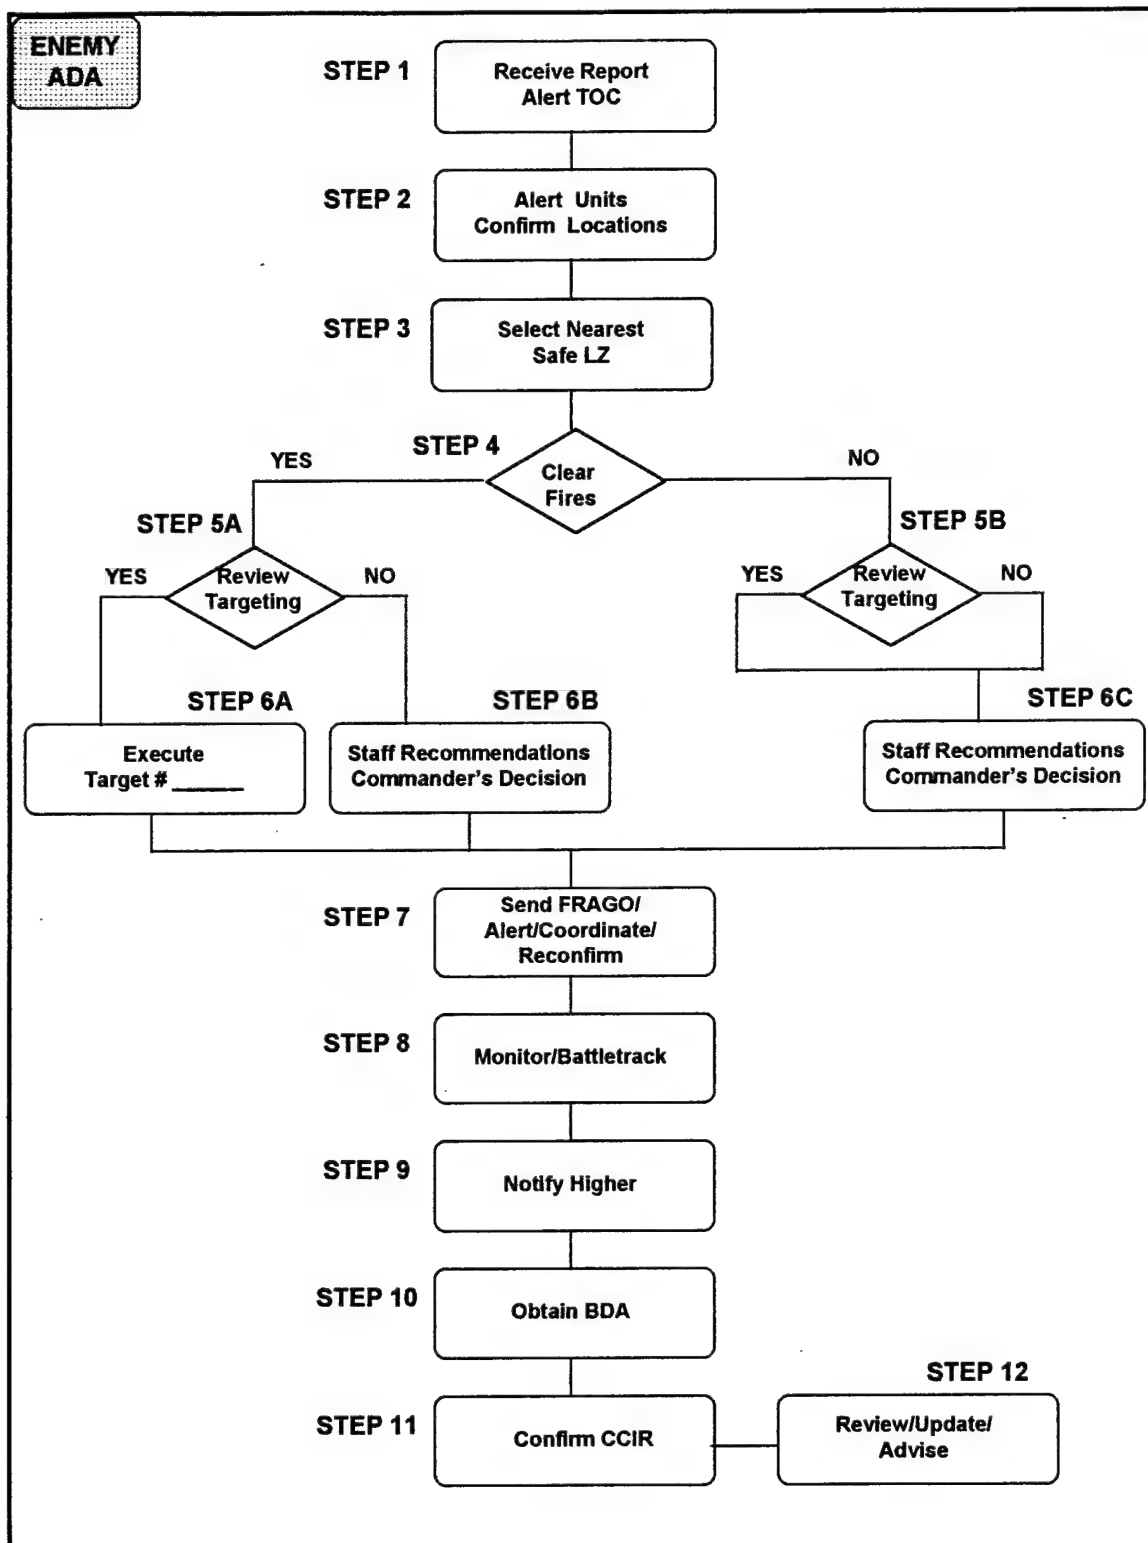 ENEMY
ADA
STEP 1
Receive Report
Alert TOC
STEP 2
Alert Units
Confirm Locations
STEP 3
Select Nearest
Safe LZ
STEP 4
YES
Clear
Fires
NO
STEP 5A
YES
Review
Targeting
NO
STEP 5B
YES
Review
Targeting
NO
STEP 6A
Execute
Target # ______
STEP 6B
Staff Recommendations
Commander's Decision
STEP 6C
Staff Recommendations
Commander's Decision
STEP 7
Send FRAGO/
Alert/Coordinate/
Reconfirm
STEP 8
Monitor/Battletrack
STEP 9
Notify Higher
STEP 10
Obtain BDA
STEP 11
Confirm CCIR
STEP 12
Review/Update/
Advise